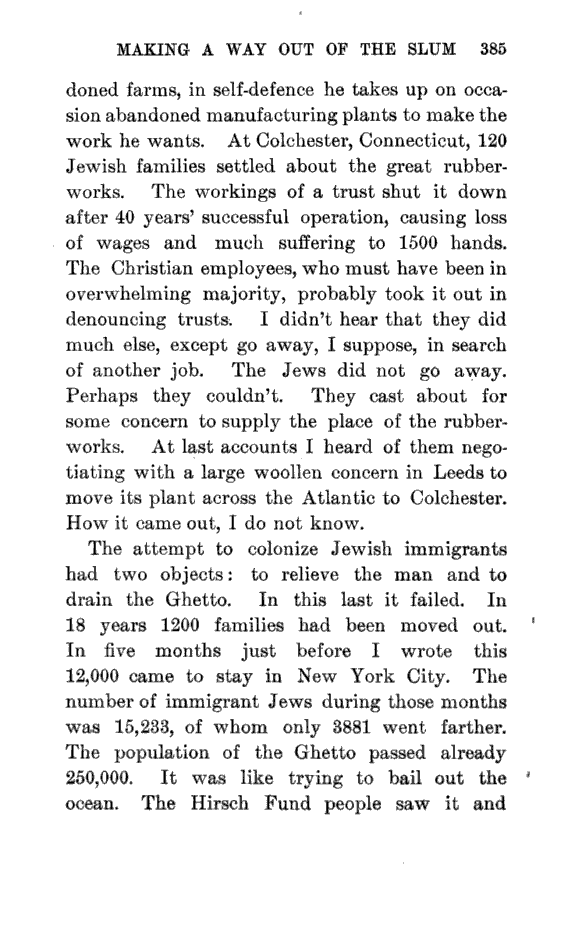 MAKING A WAY OUT OF THE SLUM 385
doned farms, in self-defence he takes up on occa-
sion abandoned manufacturing plants to make the
work he wants. At Colchester, Connecticut, 120
Jewish families settled about the great rubber-
works. The workings of a trust shut it down
after 40 years' successful operation, causing loss
of wages and much suffering to 1500 hands.
The Christian employees, who must have been in
overwhelming majority, probably took it out in
denouncing trusts. I didn't hear that they did
much else, except go away, I suppose, in search
of another job. The Jews did not go away.
Perhaps they couldn't. They cast about for
some concern to supply the place of the rubber-
works. At last accounts I heard of them nego-
tiating with a large woollen concern in Leeds to
move its plant across the Atlantic to Colchester.
How it came out, I do not know.
The attempt to colonize Jewish immigrants
had two objects: to relieve the man and to
drain the Ghetto. In this last it failed. In
18 years 1200 families had been moved out.
In five months just before I wrote this
12,000 came to stay in New York City. The
number of immigrant Jews during those months
was 15,233, of whom only 3881 went farther.
The population of the Ghetto passed already
250,000. It was like trying to bail out the
ocean. The Hirsch Fund people saw it and